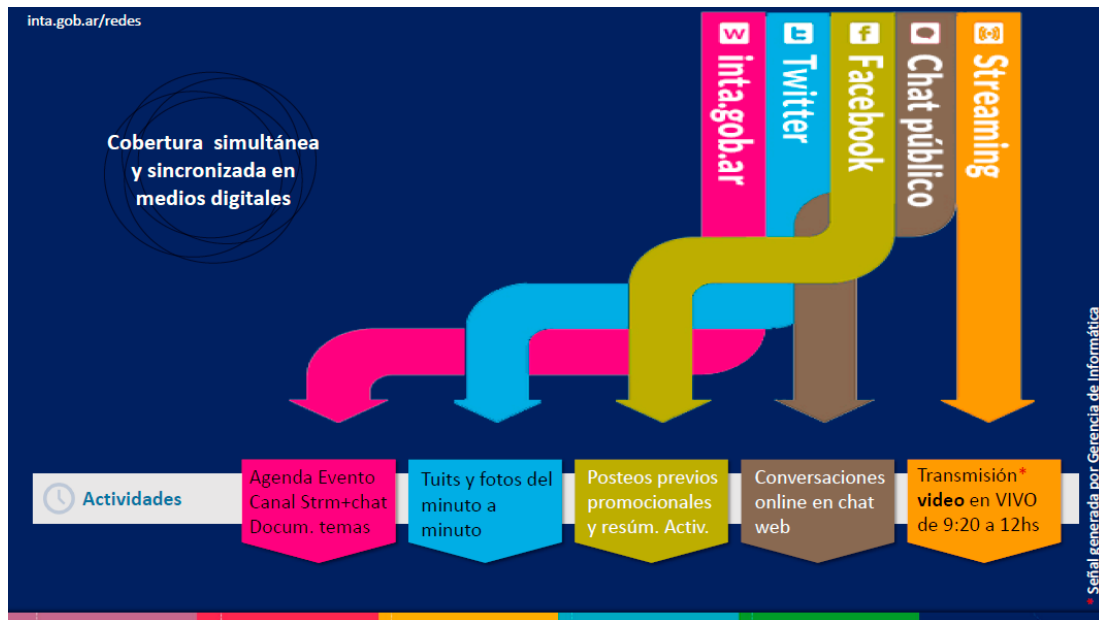 inta.gob.ar/redes
Cobertura simultánea
y sincronizada en
medios digitales
inta.gob.ar
Twitter
Facebook
Chat público
Streaming
Actividades
Agenda Evento
Canal Strm+chat
Docum. temas
Tuits y fotos del
minuto a
minuto
Posteos previos
promocionales
y resúm. Activ.
Conversaciones
online en chat
web
Transmisión*
video en VIVO
de 9:20 a 12hs
* Señal generada por Gerencia de Informática